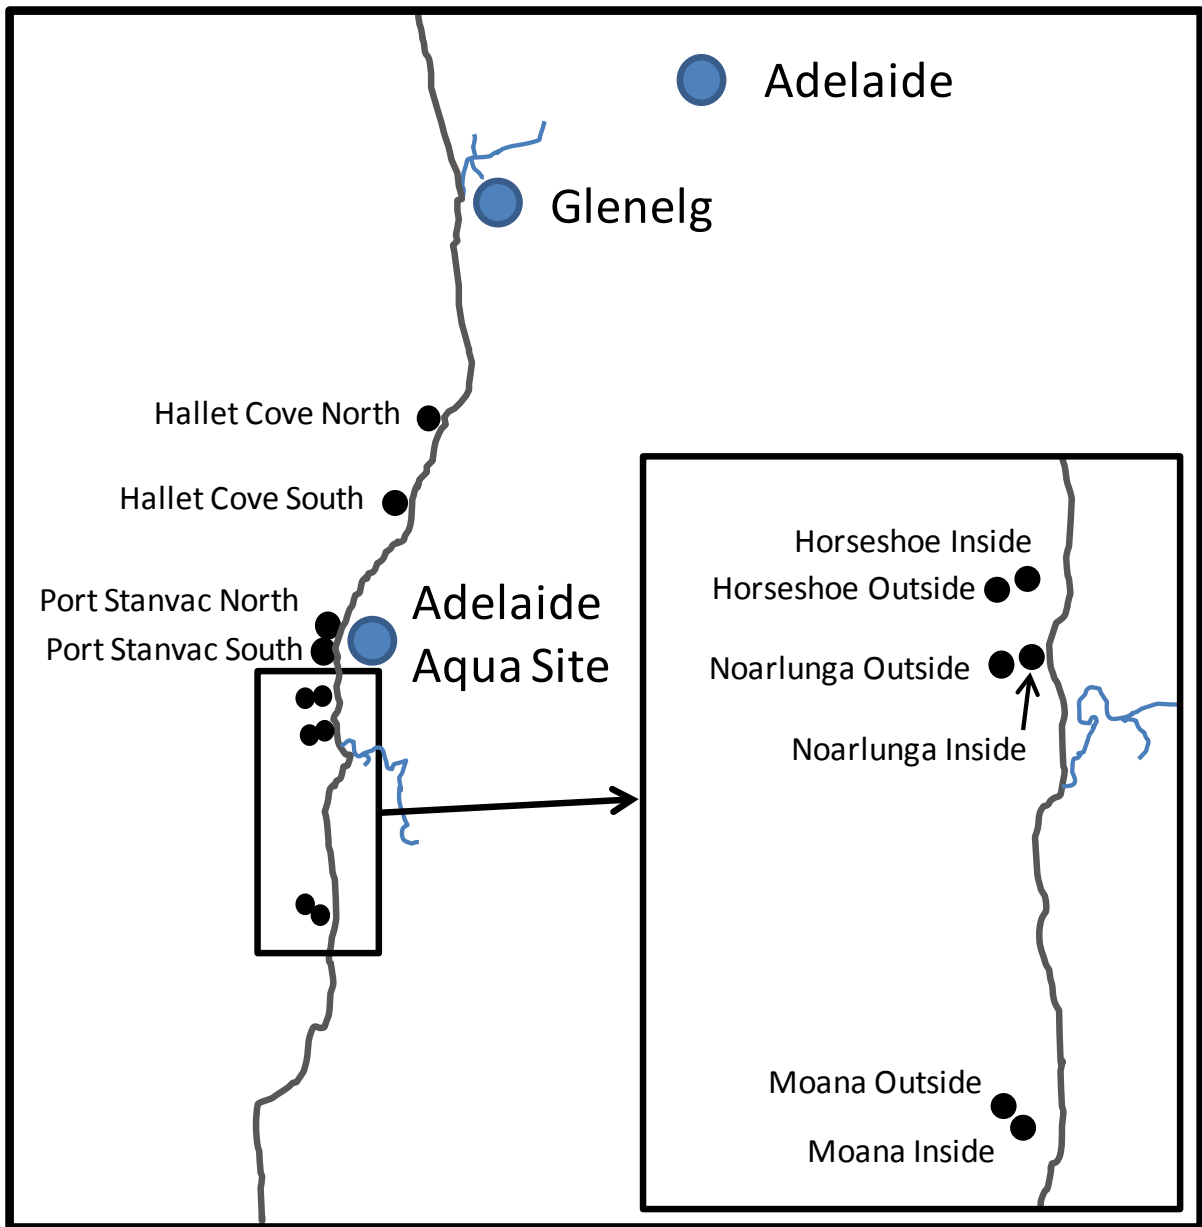 Adelaide
Glenelg
Hallet Cove North
Hallet Cove South
Port Stanvac North
Port Stanvac South
Adelaide
Aqua Site
Horseshoe Inside
Horseshoe Outside
Noarlunga Outside
Noarlunga Inside
Moana Outside
Moana Inside